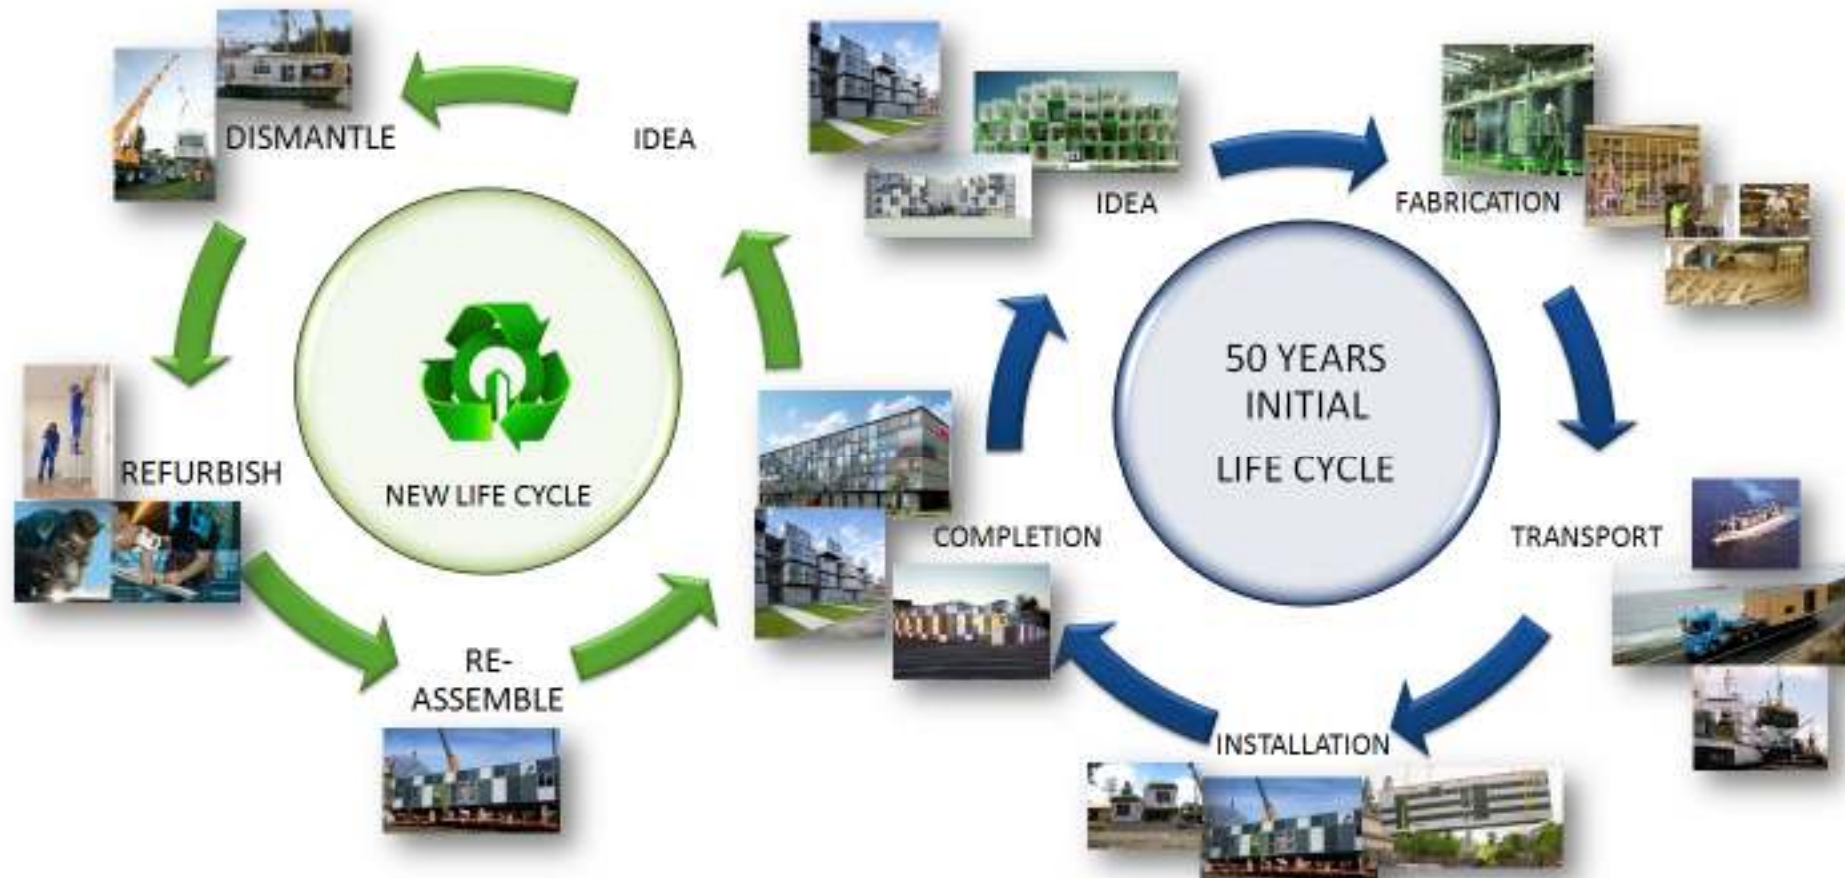 DISMANTLE
IDEA
REFURBISH
NEW LIFE CYCLE
RE-
ASSEMBLE
IDEA
FABRICATION
50 YEARS
INITIAL
LIFE CYCLE
COMPLETION
TRANSPORT
INSTALLATION